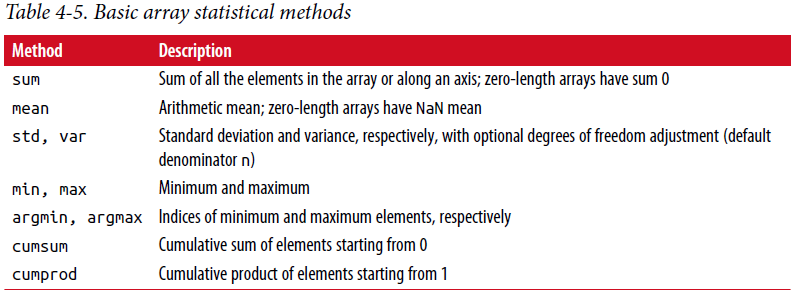 Table 4-5. Basic array statistical methods
Method Description
sum Sum of all the elements in the array or along an axis; zero-length arrays have sum 0
mean Arithmetic mean; zero-length arrays have NaN mean
std, var Standard deviation and variance, respectively, with optional degrees of freedom adjustment (default
denominator n)
min, max Minimum and maximum
argmin, argmax Indices of minimum and maximum elements, respectively
cumsum Cumulative sum of elements starting from 0
cumprod Cumulative product of elements starting from 1